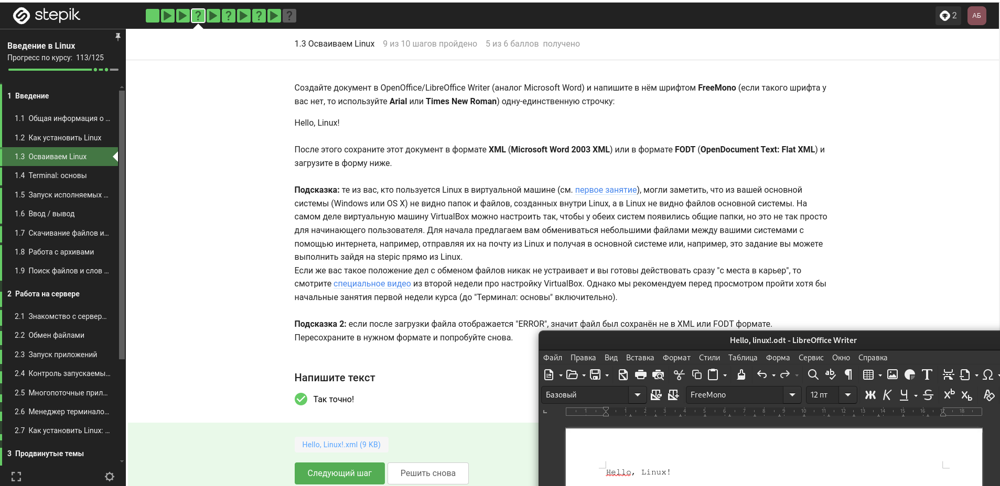 stepik
2
АБ
Введение в Linux
Прогресс по курсу: 113/125
1 Введение
1.1 Общая информация о ...
1.2 Как установить Linux
1.3 Осваиваем Linux
1.4 Terminal: основы
1.5 Запуск исполняемых ...
1.6 Ввод / вывод
1.7 Скачивание файлов и...
1.8 Работа с архивами
1.9 Поиск файлов и слов ...
2 Работа на сервере
2.1 Знакомство с сервер...
2.2 Обмен файлами
2.3 Запуск приложений
2.4 Контроль запускаемы...
2.5 Многопоточные прил...
2.6 Менеджер терминало...
2.7 Как установить Linux: ...
3 Продвинутые темы
1.3 Осваиваем Linux 9 из 10 шагов пройдено 5 из 6 баллов получено
Создайте документ в OpenOffice/LibreOffice Writer (аналог Microsoft Word) и напишите в нём шрифтом FreeMono (если такого шрифта у
вас нет, то используйте Arial или Times New Roman) одну-единственную строчку:
Hello, Linux!
После этого сохраните этот документ в формате XML (Microsoft Word 2003 XML) или в формате FODT (OpenDocument Text: Flat XML) и
загрузите в форму ниже.
Подсказка: те из вас, кто пользуется Linux в виртуальной машине (см. первое занятие), могли заметить, что из вашей основной
системы (Windows или OS X) не видно папок и файлов, созданных внутри Linux, а в Linux не видно файлов основной системы. На
самом деле виртуальную машину VirtualBox можно настроить так, чтобы у обеих систем появились общие папки, но это не так просто
для начинающего пользователя. Для начала предлагаем вам обмениваться небольшими файлами между вашими системами с
помощью интернета, например, отправляя их на почту из Linux и получая в основной системе или, например, это задание вы можете
выполнить зайдя на stepic прямо из Linux.
Если же вас такое положение дел с обменом файлов никак не устраивает и вы готовы действовать сразу "с места в карьер", то
смотрите специальное видео из второй недели про настройку VirtualBox. Однако мы рекомендуем перед просмотром пройти хотя бы
начальные занятия первой недели курса (до "Терминал: основы" включительно).
Подсказка 2: если после загрузки файла отображается "ERROR", значит файл был сохранён не в XML или FODT формате.
Пересохраните в нужном формате и попробуйте снова.
Напишите текст
Так точно!
Hello, Linux!.xml (9 KB)
Следующий шаг Решить снова
Hello, linux!.odt - LibreOffice Writer
Файл Правка Вид Вставка Формат Стили Таблица Форма Сервис Окно Справка
Базовый FreeMono 12 пт Ж К Ч S
1 1 2 3 4 5 6 7 8 9 10 11 12 13 14 15 16 17 18
Hello, Linux!